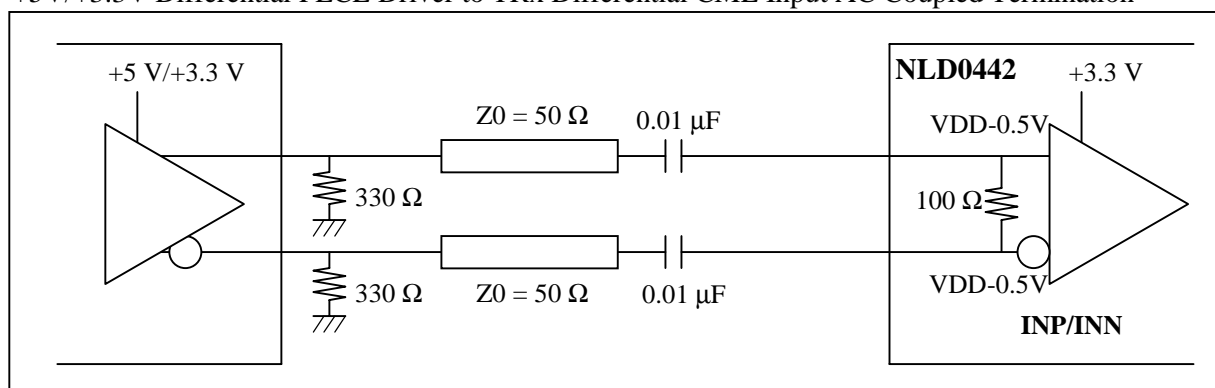 +5V/+3.3V Differential PECL Driver to TRx Differential CML Input AC Coupled Termination
+5 V/+3.3 V
Z0 = 50 Ω
0.01 μF
NLD0442
+3.3 V
VDD-0.5V
330 Ω
100 Ω
330 Ω
Z0 = 50 Ω
0.01 μF
VDD-0.5V
INP/INN